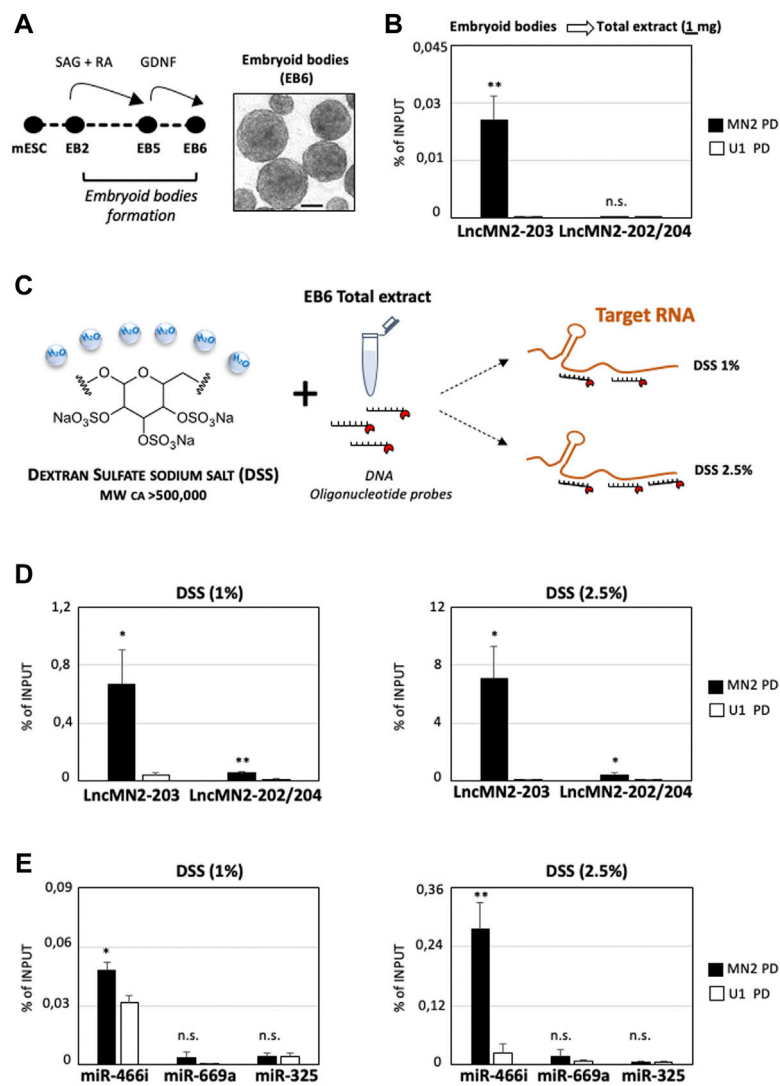 A
SAG + RA
GDNF
mESC
EB2
EB5
EB6
Embryoid bodies
formation
Embryoid bodies
(EB6)
B
Embryoid bodies
Total extract (1 mg)
% of INPUT
0,045
0,03
0,01
0
**
n.s.
LncMN2-203
LncMN2-202/204
MN2 PD
U1 PD
C
H₂O
H₂O
H₂O
H₂O
H₂O
H₂O
O
O
O
NaO₃SO
OSO₃Na
OSO₃Na
DEXTRAN SULFATE SODIUM SALT (DSS)
MW CA >500,000
+
EB6 Total extract
DNA
Oligonucleotide probes
Target RNA
DSS 1%
DSS 2.5%
D
DSS (1%)
% of INPUT
1,2
0,8
0,4
0
*
**
LncMN2-203
LncMN2-202/204
DSS (2.5%)
% of INPUT
12
8
4
0
*
*
LncMN2-203
LncMN2-202/204
MN2 PD
U1 PD
E
DSS (1%)
% of INPUT
0,09
0,06
0,03
0
*
n.s.
n.s.
miR-466i
miR-669a
miR-325
DSS (2.5%)
% of INPUT
0,36
0,24
0,12
0
**
n.s.
n.s.
miR-466i
miR-669a
miR-325
MN2 PD
U1 PD